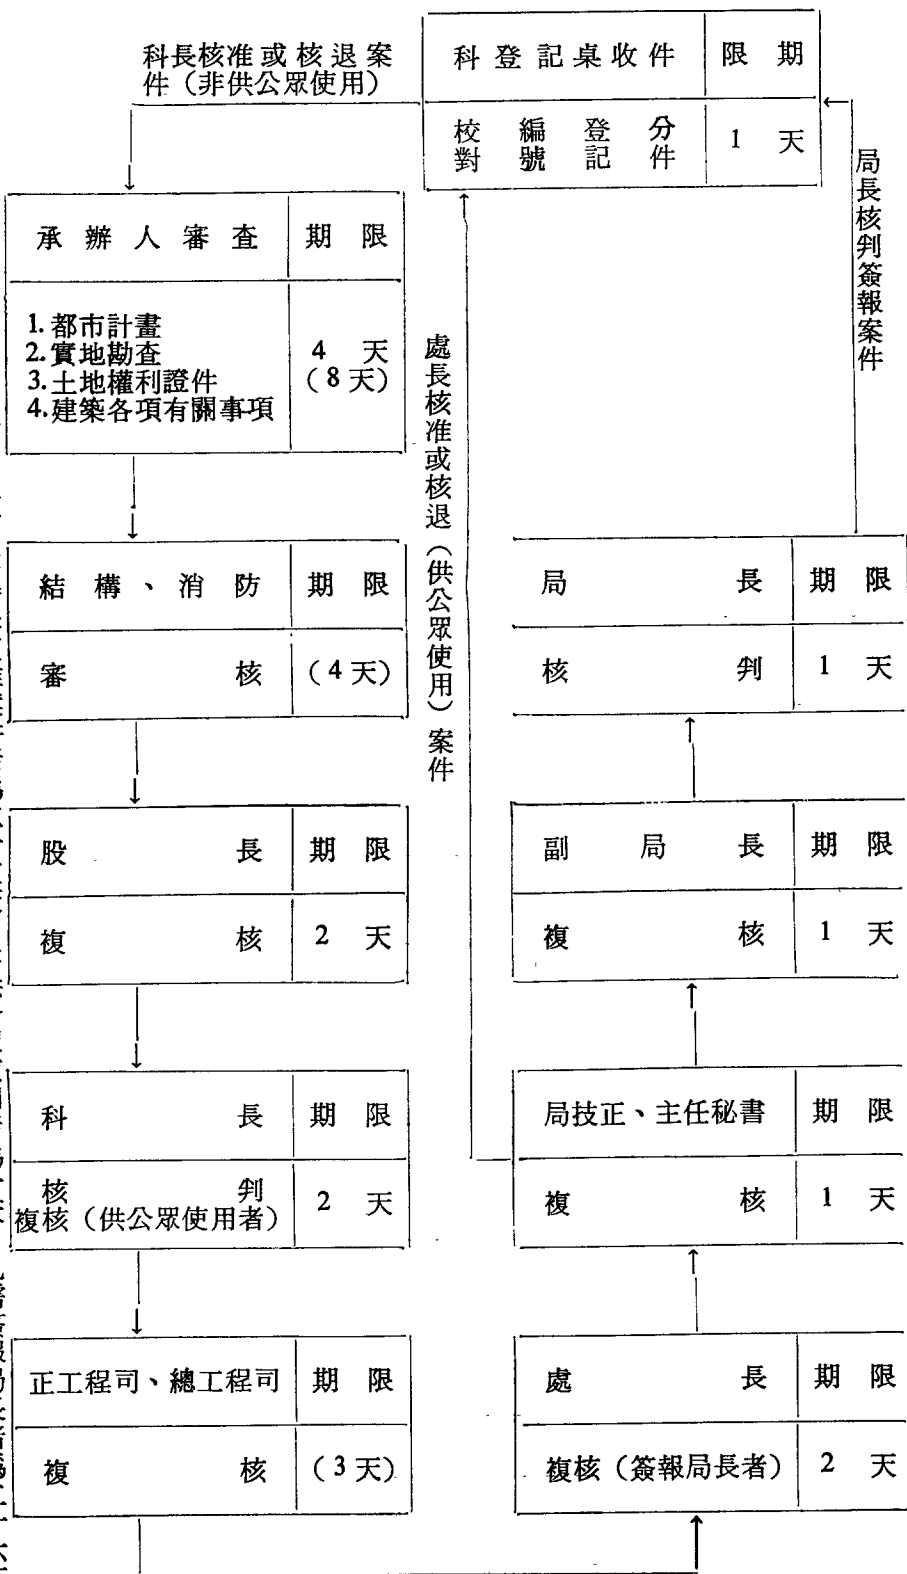 科長核准或核退案
件（非供公眾使用）
科登記桌收件 限期
校對 編號 登記 分件 1天
承辦人審查 期限
1.都市計畫
2.實地勘查
3.土地權利證件
4.建築各項有關事項
4天
（8天）
結構、消防 期限
審核 （4天）
股長 期限
複核 2天
科長 期限
核判
複核（供公眾使用者）
2天
正工程司、總工程司 期限
複核 （3天）
處長核准或核退（供公眾使用）案件
處長 期限
複核（簽報局長者） 2天
局技正、主任秘書 期限
複核 1天
副局長 期限
複核 1天
局長 期限
核判 1天
局長核判簽報案件